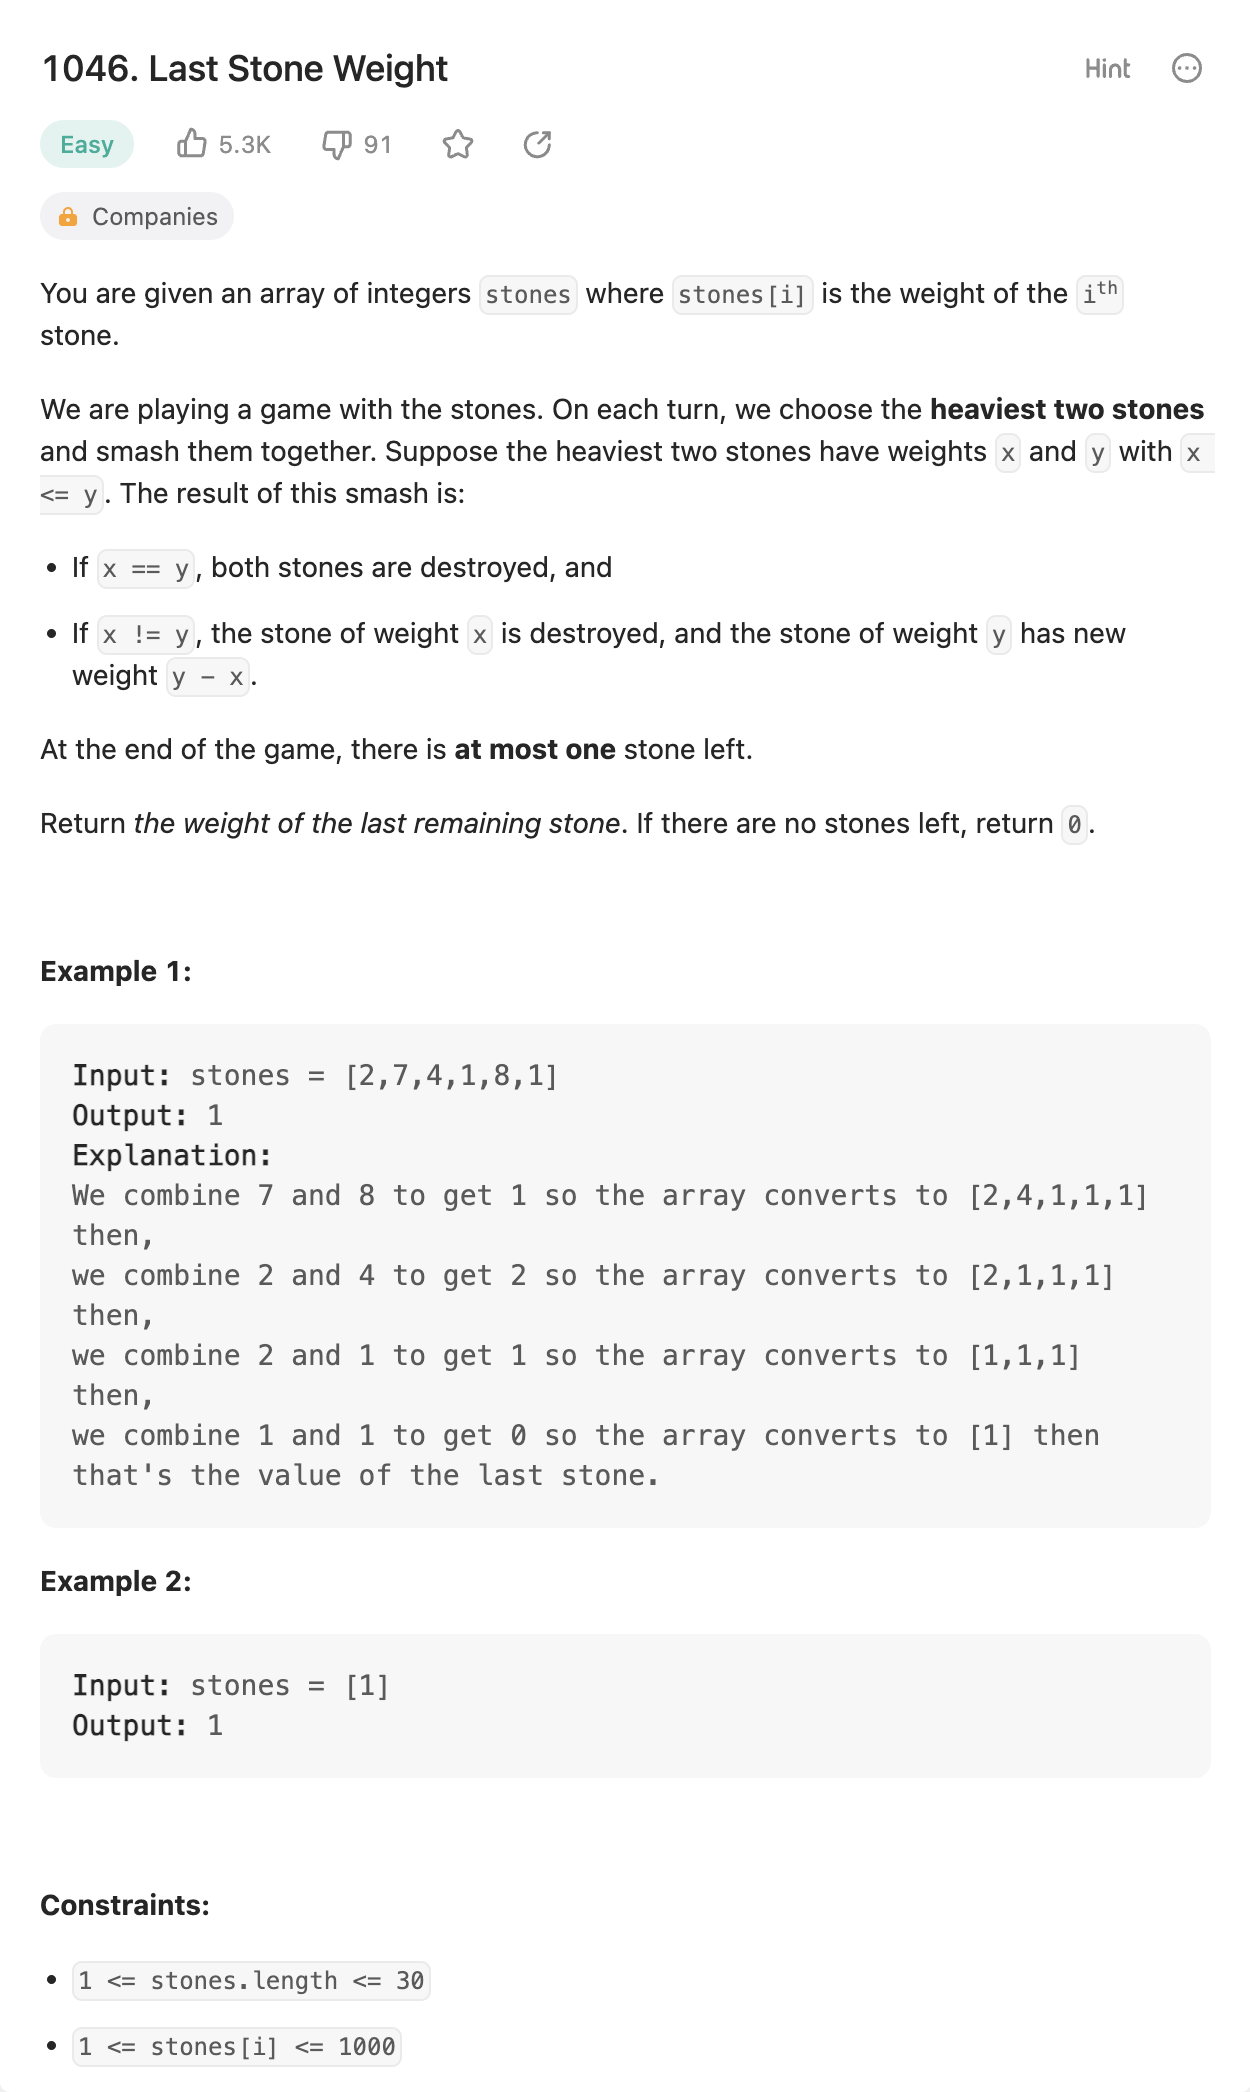 1046. Last Stone Weight
Hint
Easy
5.3K
91
Companies
You are given an array of integers stones where stones[i] is the weight of the ith
stone.
We are playing a game with the stones. On each turn, we choose the heaviest two stones
and smash them together. Suppose the heaviest two stones have weights x and y with x
<= y. The result of this smash is:
• If x == y, both stones are destroyed, and
• If x != y, the stone of weight x is destroyed, and the stone of weight y has new
weight y - x.
At the end of the game, there is at most one stone left.
Return the weight of the last remaining stone. If there are no stones left, return 0.
Example 1:
Input: stones = [2,7,4,1,8,1]
Output: 1
Explanation:
We combine 7 and 8 to get 1 so the array converts to [2,4,1,1,1]
then,
we combine 2 and 4 to get 2 so the array converts to [2,1,1,1]
then,
we combine 2 and 1 to get 1 so the array converts to [1,1,1]
then,
we combine 1 and 1 to get 0 so the array converts to [1] then
that's the value of the last stone.
Example 2:
Input: stones = [1]
Output: 1
Constraints:
• 1 <= stones.length <= 30
• 1 <= stones[i] <= 1000